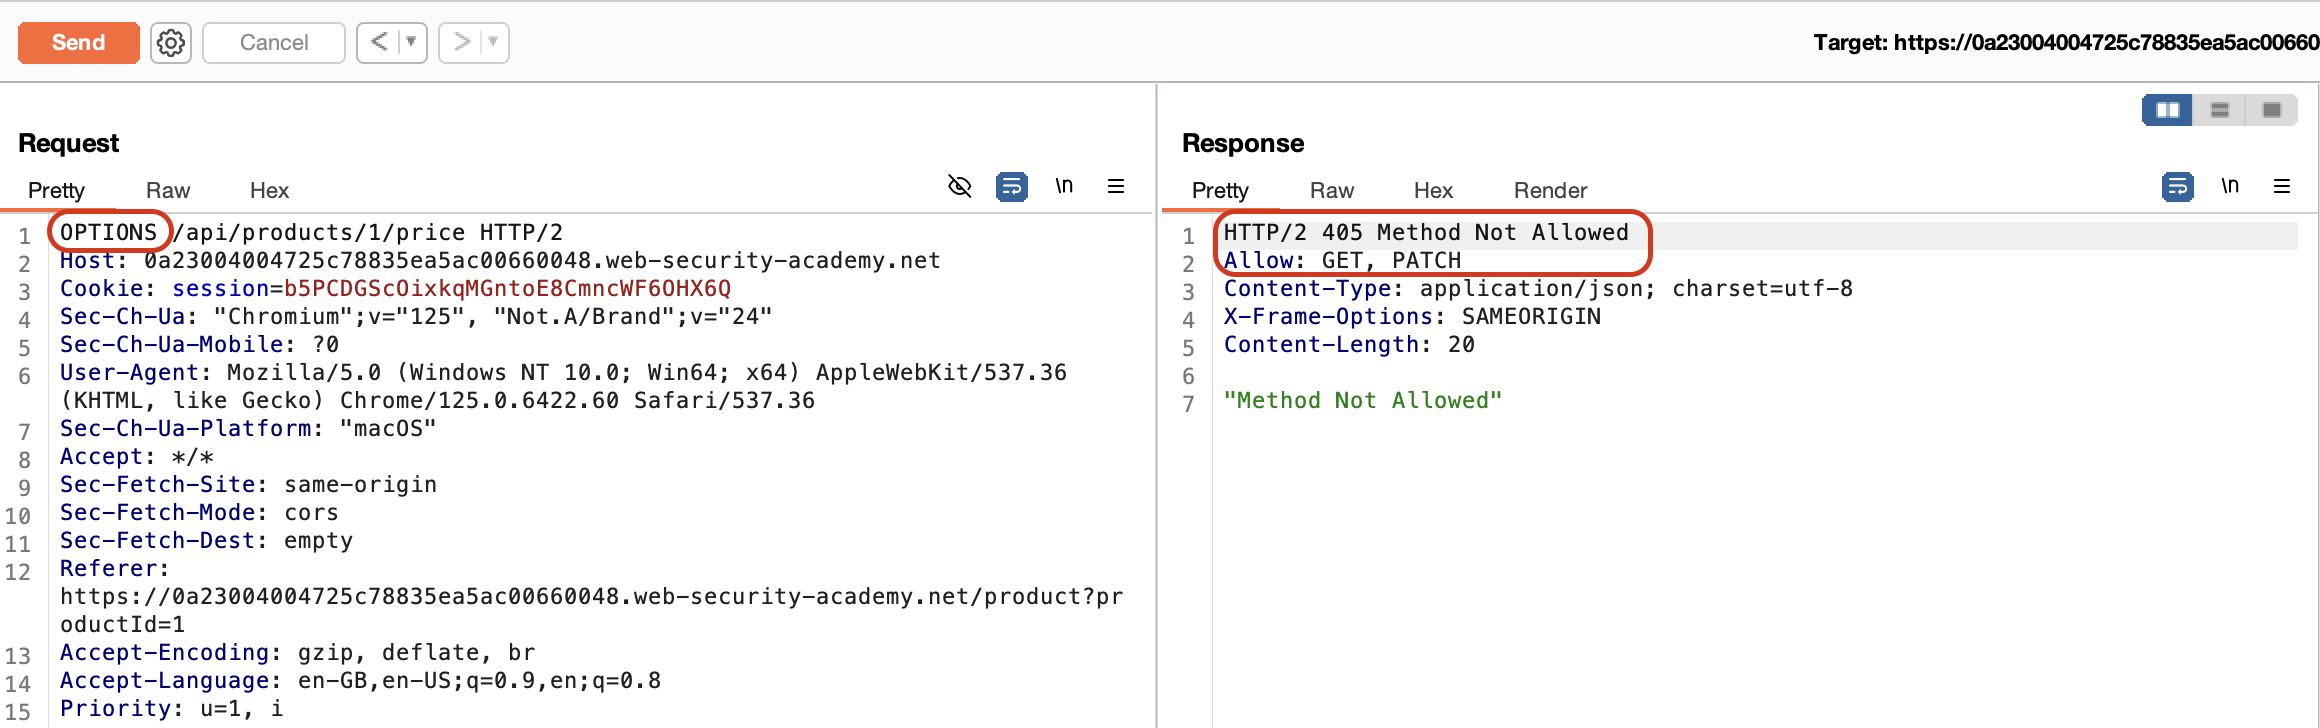 Send
Cancel
Target: https://0a23004004725c78835ea5ac00660
Request
Pretty Raw Hex
\n
1 OPTIONS /api/products/1/price HTTP/2
2 Host: 0a23004004725c78835ea5ac00660048.web-security-academy.net
3 Cookie: session=b5PCDGScOixkqMGntoE8CmncWF6OHX6Q
4 Sec-Ch-Ua: "Chromium";v="125", "Not.A/Brand";v="24"
5 Sec-Ch-Ua-Mobile: ?0
6 User-Agent: Mozilla/5.0 (Windows NT 10.0; Win64; x64) AppleWebKit/537.36
(KHTML, like Gecko) Chrome/125.0.6422.60 Safari/537.36
7 Sec-Ch-Ua-Platform: "macOS"
8 Accept: */*
9 Sec-Fetch-Site: same-origin
10 Sec-Fetch-Mode: cors
11 Sec-Fetch-Dest: empty
12 Referer:
https://0a23004004725c78835ea5ac00660048.web-security-academy.net/product?pr
oductId=1
13 Accept-Encoding: gzip, deflate, br
14 Accept-Language: en-GB,en-US;q=0.9,en;q=0.8
15 Priority: u=1, i
Response
Pretty Raw Hex Render
\n
1 HTTP/2 405 Method Not Allowed
2 Allow: GET, PATCH
3 Content-Type: application/json; charset=utf-8
4 X-Frame-Options: SAMEORIGIN
5 Content-Length: 20
6
7 "Method Not Allowed"